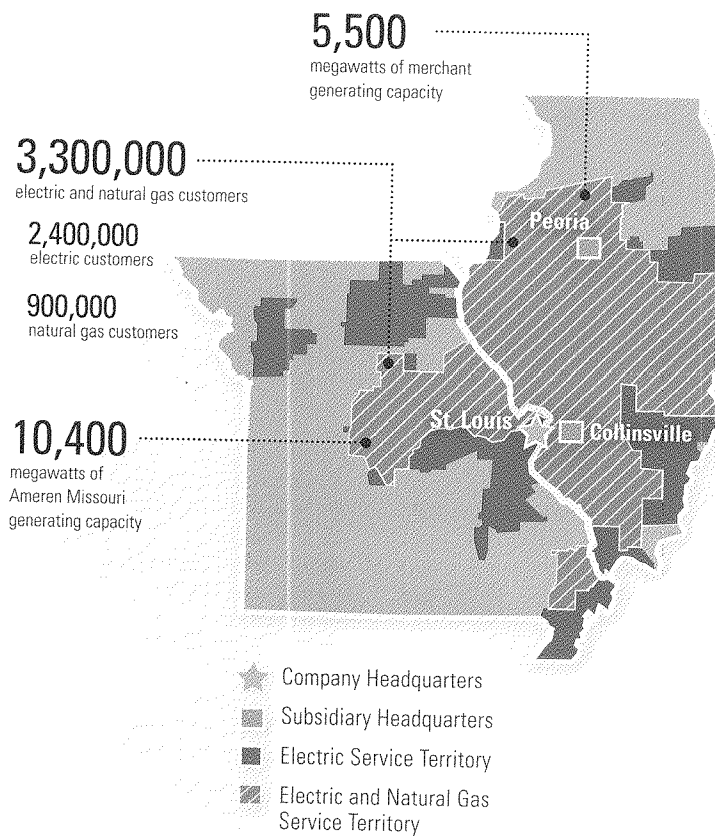 5,500
megawatts of merchant
generating capacity
3,300,000
electric and natural gas customers
2,400,000
electric customers
900,000
natural gas customers
10,400
megawatts of
Ameren Missouri
generating capacity
Peoria
St. Louis
Collinsville
Company Headquarters
Subsidiary Headquarters
Electric Service Territory
Electric and Natural Gas
Service Territory